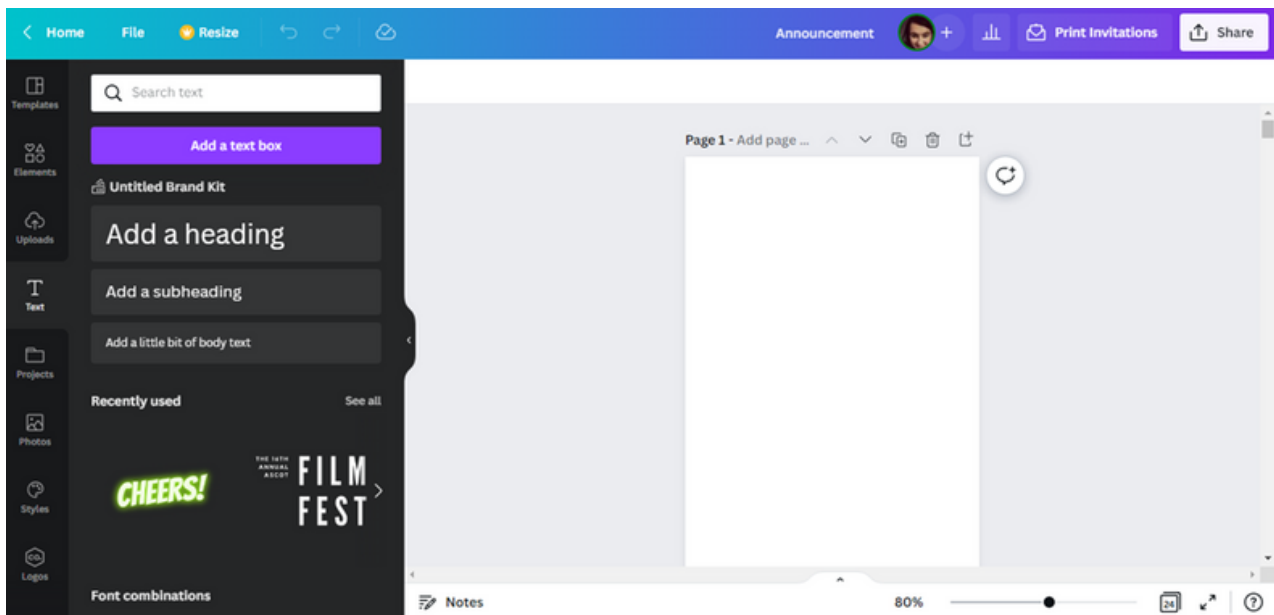 Home File Resize Announcement + Print Invitations Share
Templates
Elements
Uploads
Text
Projects
Photos
Styles
CO.
Logos
Search text
Add a text box
Untitled Brand Kit
Add a heading
Add a subheading
Add a little bit of body text
Recently used See all
CHEERS!
THE 14TH
ANNUAL
ASCOT
FILM
FEST
Font combinations
Page 1 - Add page ...
Notes 80% 24 ?